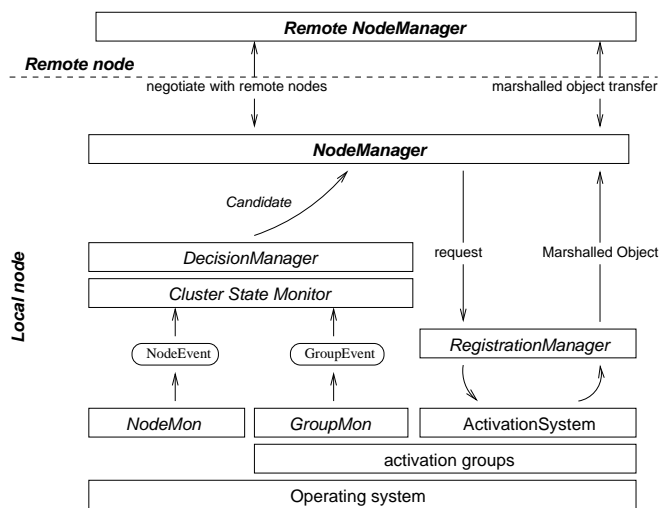 Remote NodeManager
Remote node
negotiate with remote nodes
marshalled object transfer
NodeManager
Candidate
DecisionManager
request
Marshalled Object
Cluster State Monitor
Local node
NodeEvent
GroupEvent
RegistrationManager
NodeMon
GroupMon
ActivationSystem
activation groups
Operating system